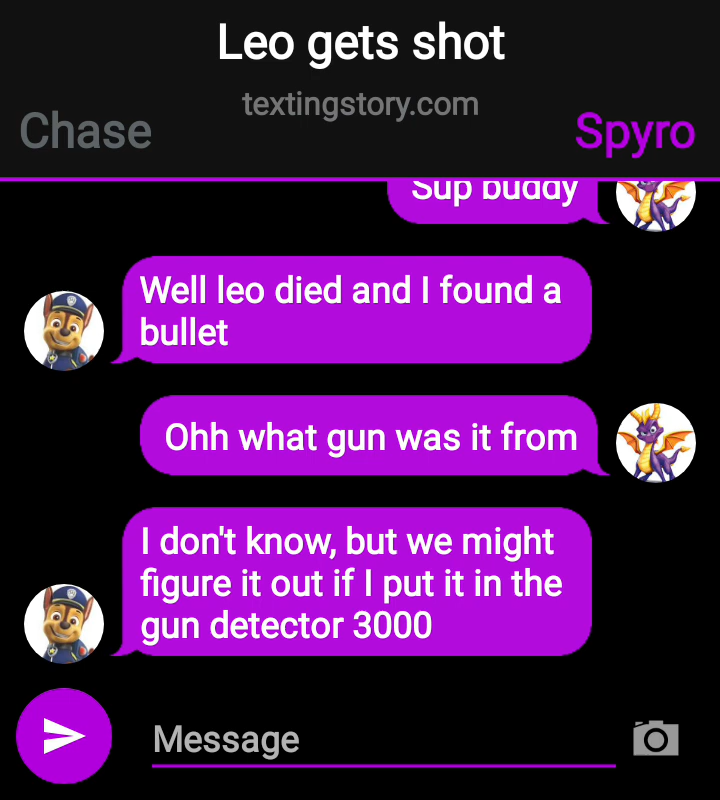 Leo gets shot
textingstory.com
Chase
Spyro
Sup buddy
Well leo died and I found a
bullet
Ohh what gun was it from
I don't know, but we might
figure it out if I put it in the
gun detector 3000
Message